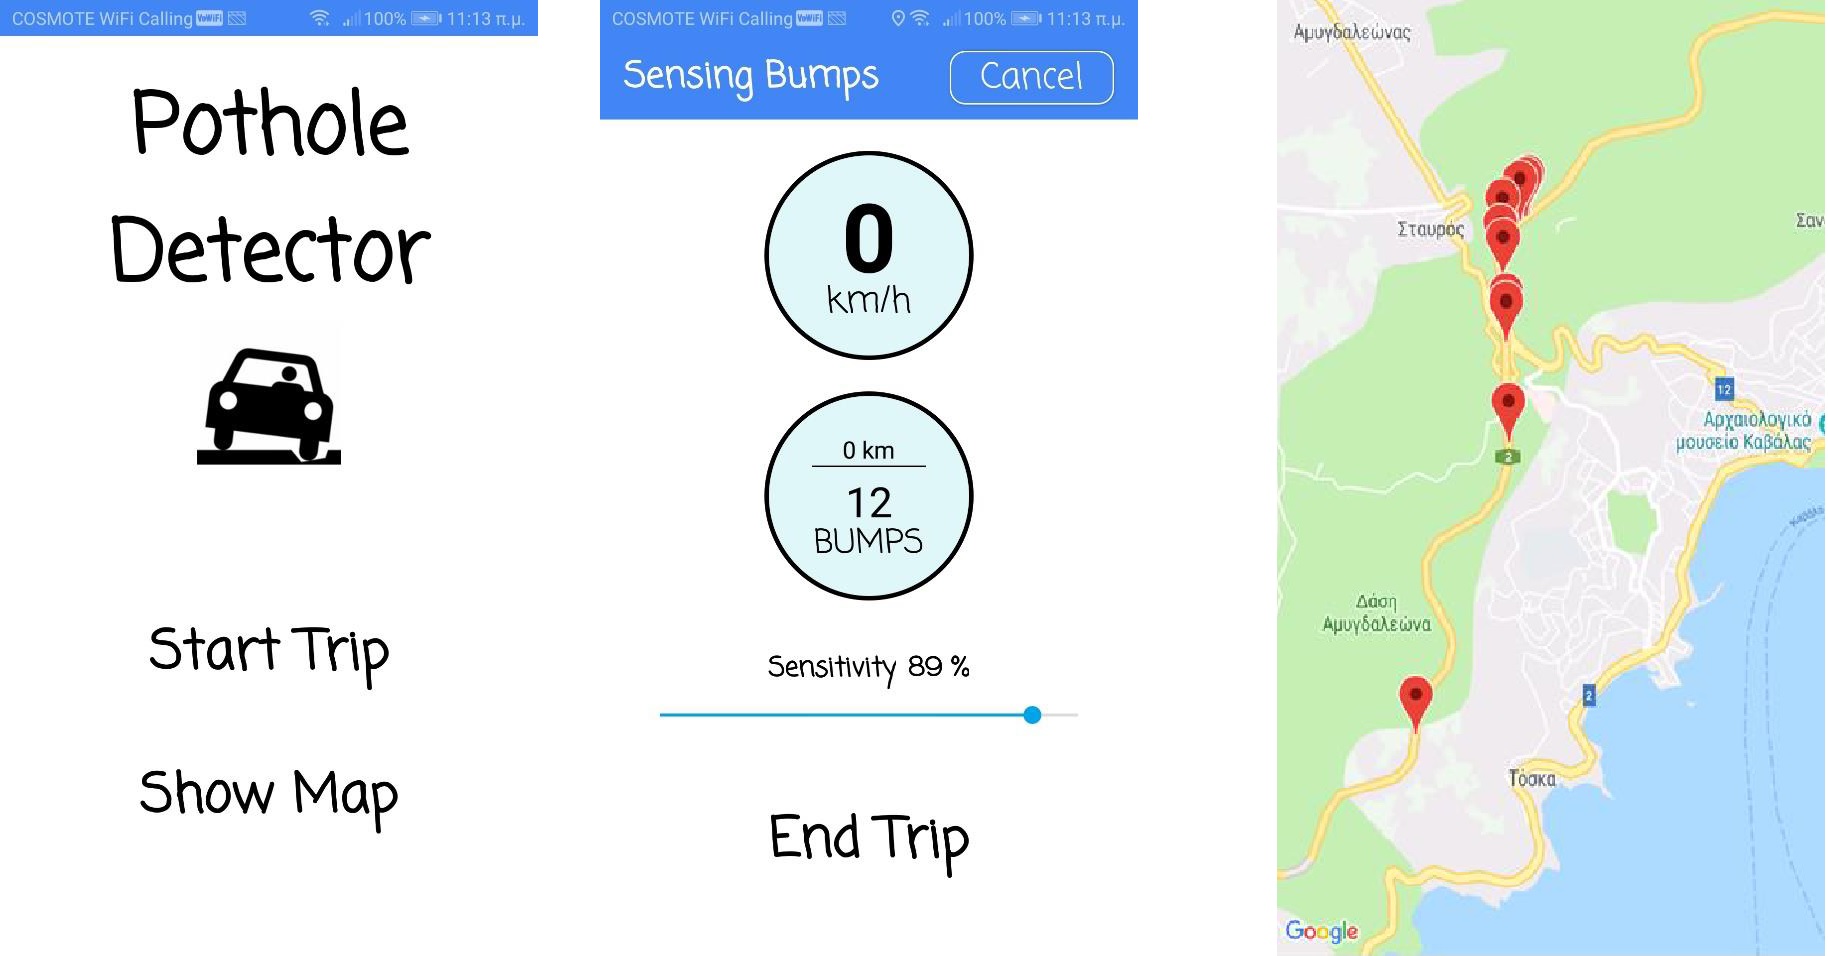 COSMOTE WiFi Calling VoWiFi 100% 11:13 π.μ.
Pothole
Detector
Start Trip
Show Map
COSMOTE WiFi Calling VoWiFi 100% 11:13 π.μ.
Sensing Bumps Cancel
0
km/h
0 km
12
BUMPS
Sensitivity 89 %
End Trip
Αμυγδαλεώνας
Σταυρός
Σαν
12
Αρχαιολογικό
μουσείο Καβάλας
2
Δάση
Αμυγδαλεώνα
2
Τόσκα
Google